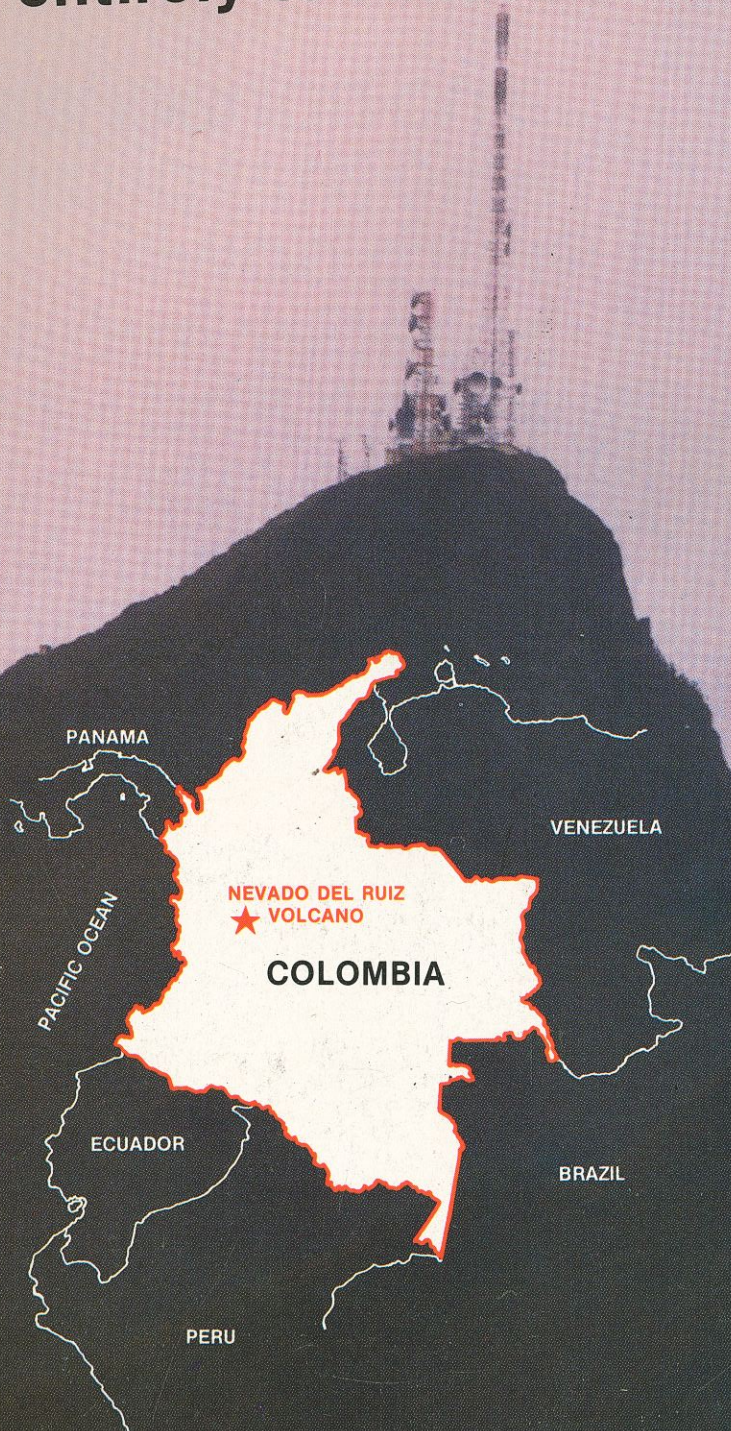 PANAMA
VENEZUELA
NEVADO DEL RUIZ
VOLCANO
PACIFIC OCEAN
COLOMBIA
ECUADOR
BRAZIL
PERU